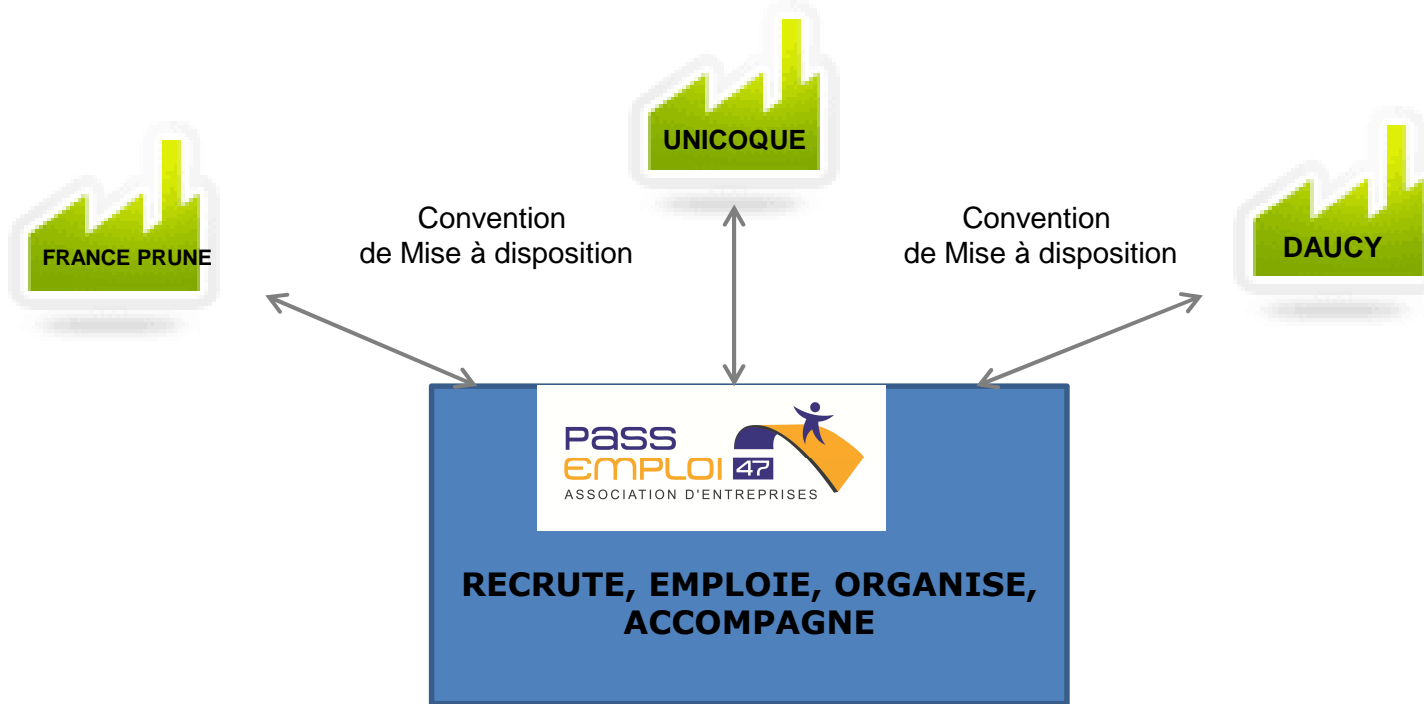 UNICOQUE
Convention
de Mise à disposition
Convention
de Mise à disposition
FRANCE PRUNE
DAUCY
Pass
EMPLOI 47
ASSOCIATION D'ENTREPRISES
RECRUTE, EMPLOIE, ORGANISE,
ACCOMPAGNE